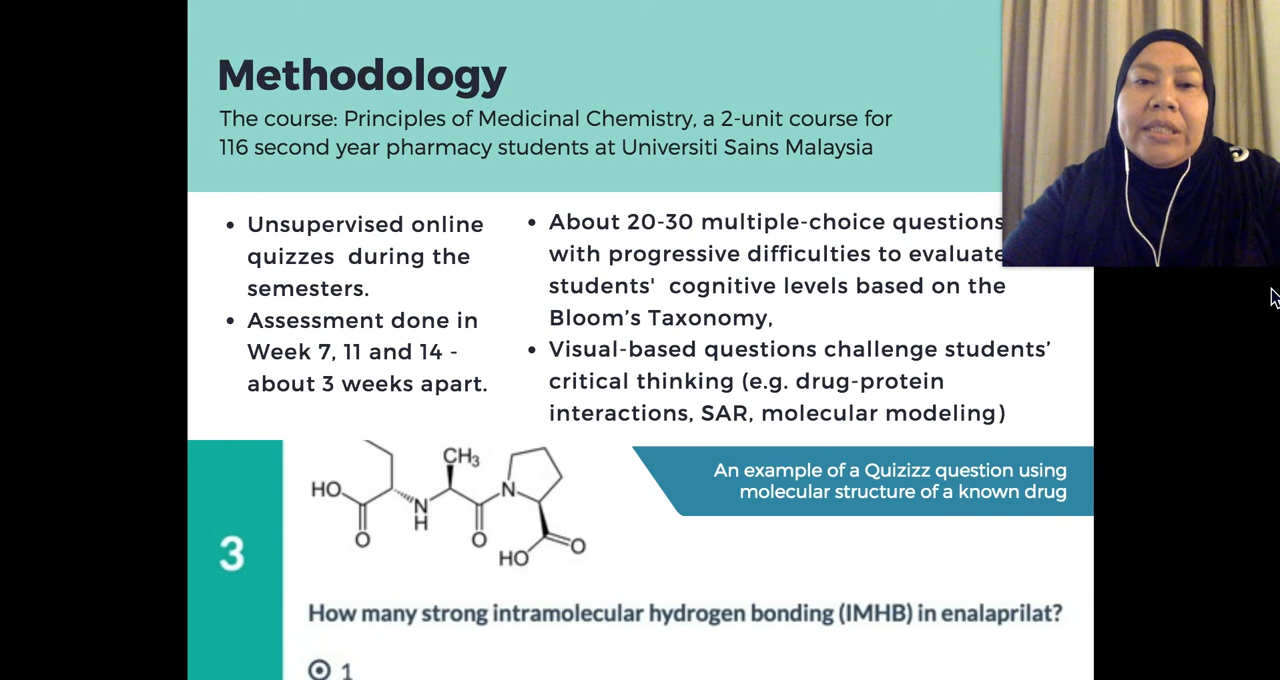 Methodology
The course: Principles of Medicinal Chemistry, a 2-unit course for
116 second year pharmacy students at Universiti Sains Malaysia
Unsupervised online
quizzes during the
semesters.
Assessment done in
Week 7, 11 and 14 -
about 3 weeks apart.
About 20-30 multiple-choice questions
with progressive difficulties to evaluate
students' cognitive levels based on the
Bloom’s Taxonomy,
Visual-based questions challenge students’
critical thinking (e.g. drug-protein
interactions, SAR, molecular modeling)
An example of a Quizizz question using
molecular structure of a known drug
3
CH₃
HO
N
N
H
O
O
O
HO
How many strong intramolecular hydrogen bonding (IMHB) in enalaprilat?
1